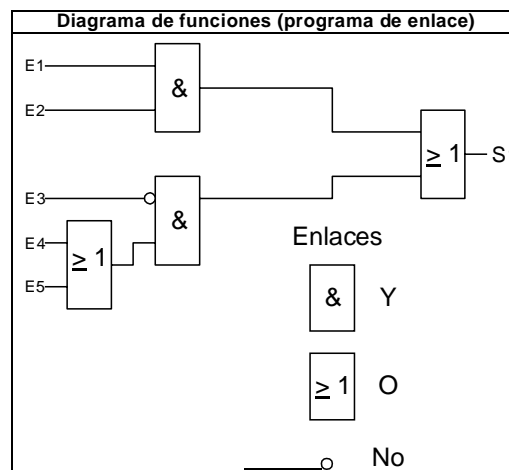 Diagrama de funciones (programa de enlace)
E1
E2
&
≥ 1
S
E3
&
E4
≥ 1
E5
Enlaces
& Y
≥ 1 O
No